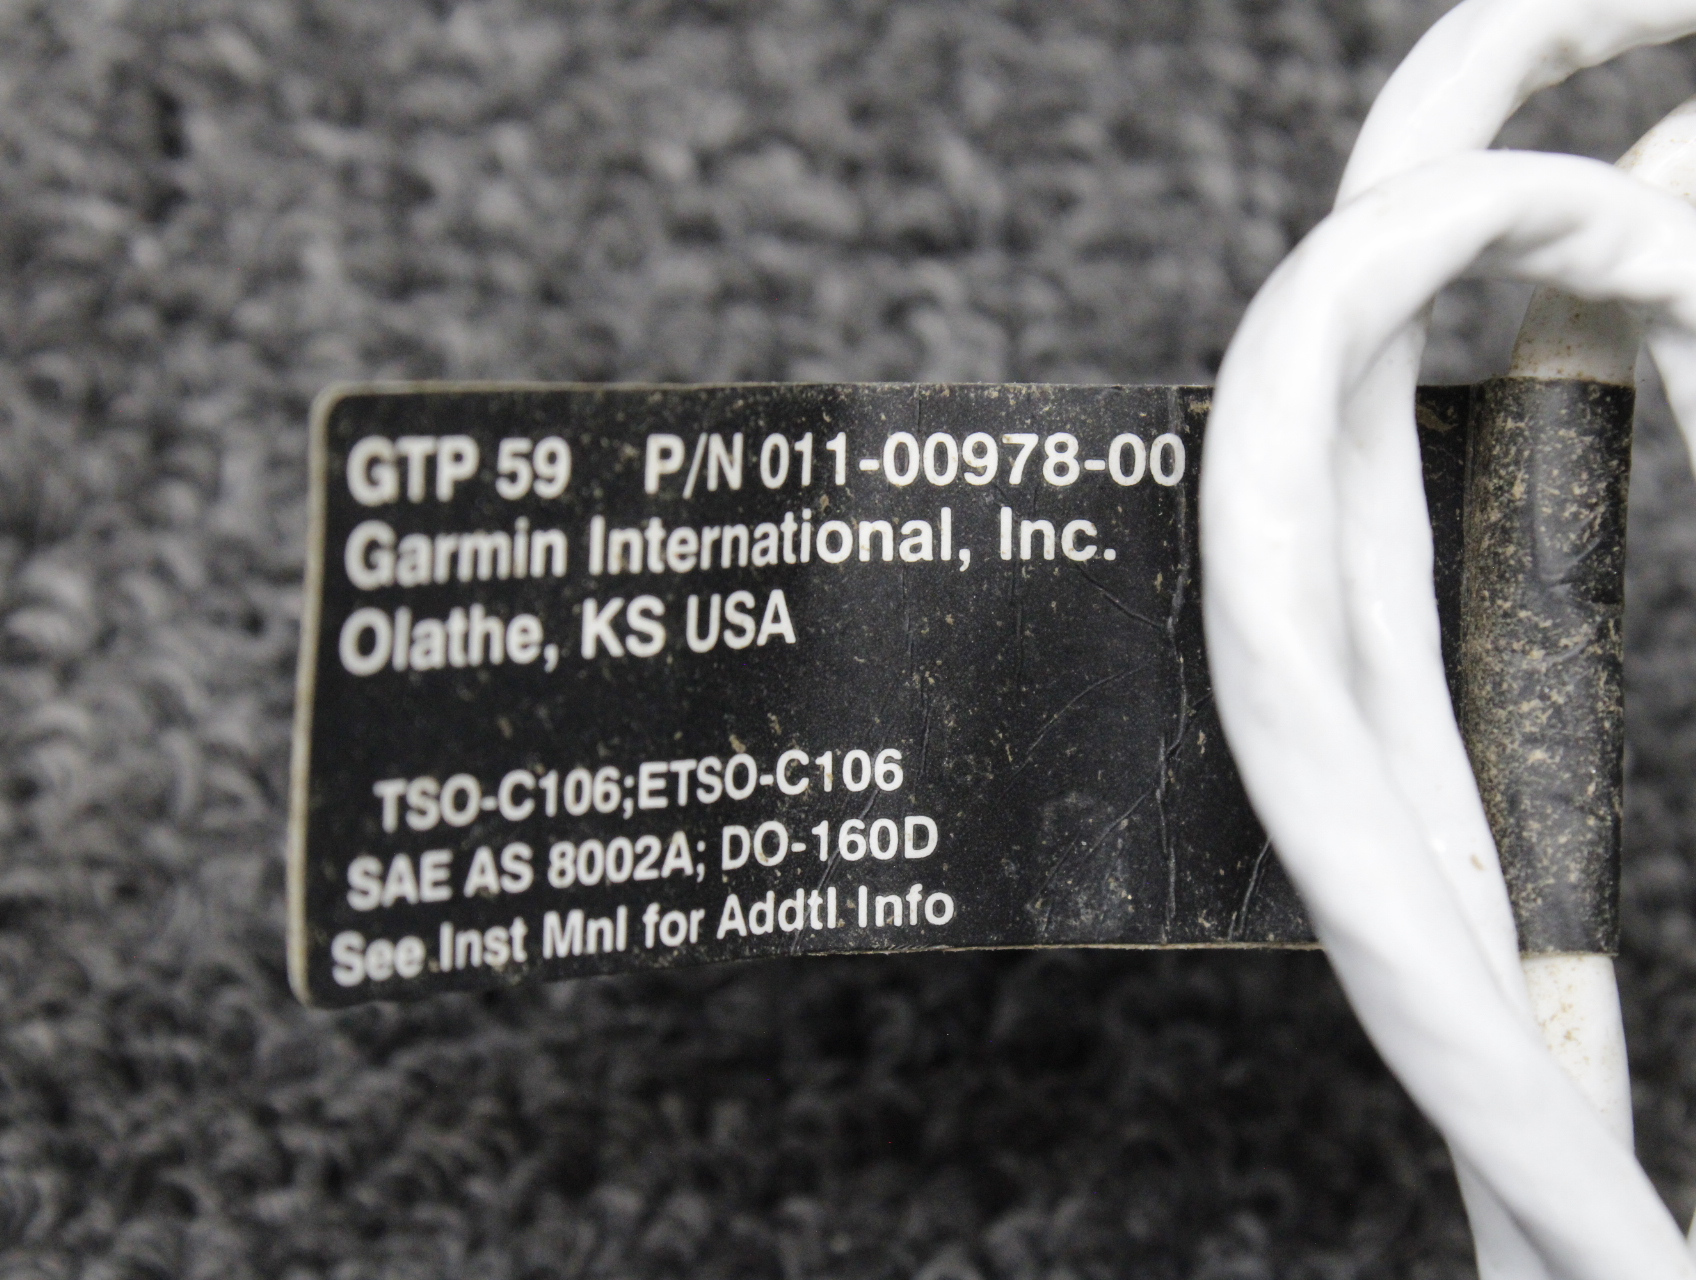 GTP 59 P/N 011-00978-00
Garmin International, Inc.
Olathe, KS USA
TSO-C106;ETSO-C106
SAE AS 8002A; DO-160D
See Inst Mnl for Addtl Info